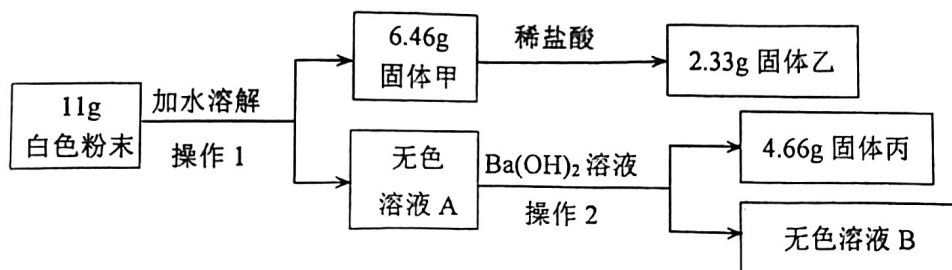 11g
白色粉末
加水溶解
操作 1
6.46g
固体甲
稀盐酸
2.33g 固体乙
无色
溶液 A
Ba(OH)₂ 溶液
操作 2
4.66g 固体丙
无色溶液 B